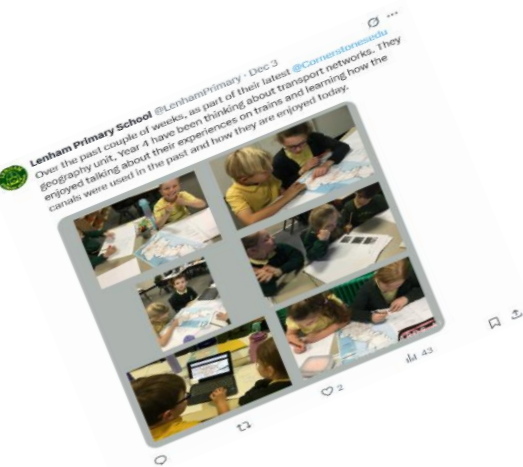 Lenham Primary School @LenhamPrimary · Dec 3
Over the past couple of weeks, as part of their latest @Cornerstonesedu
geography unit, Year 4 have been thinking about transport networks. They
enjoyed talking about their experiences on trains and learning how the
canals were used in the past and how they are enjoyed today.
2
43